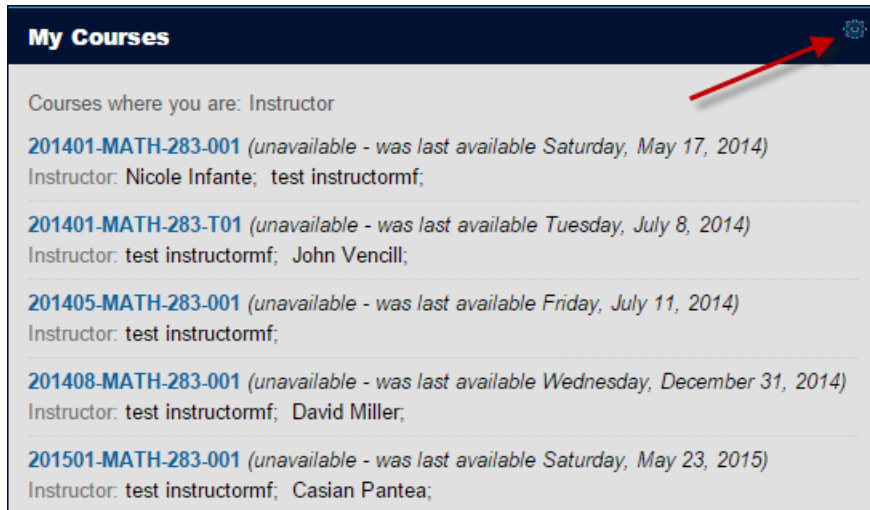 My Courses
Courses where you are: Instructor
201401-MATH-283-001 (unavailable - was last available Saturday, May 17, 2014)
Instructor: Nicole Infante; test instructormf;
201401-MATH-283-T01 (unavailable - was last available Tuesday, July 8, 2014)
Instructor: test instructormf; John Vencill;
201405-MATH-283-001 (unavailable - was last available Friday, July 11, 2014)
Instructor: test instructormf;
201408-MATH-283-001 (unavailable - was last available Wednesday, December 31, 2014)
Instructor: test instructormf; David Miller;
201501-MATH-283-001 (unavailable - was last available Saturday, May 23, 2015)
Instructor: test instructormf; Casian Pantea;